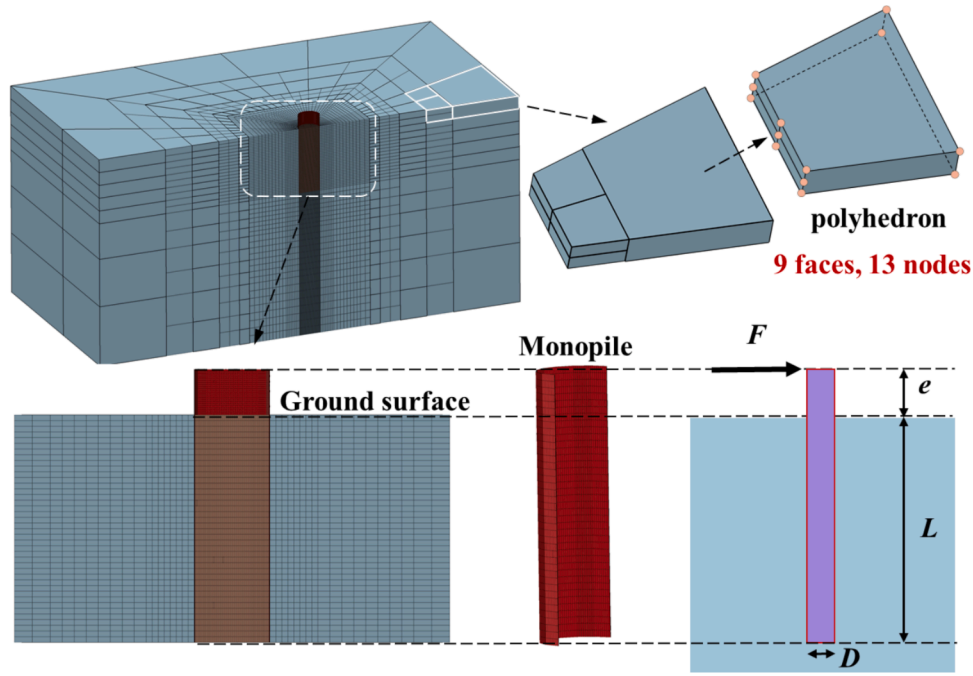 polyhedron
9 faces, 13 nodes
Monopile
F
e
Ground surface
L
D